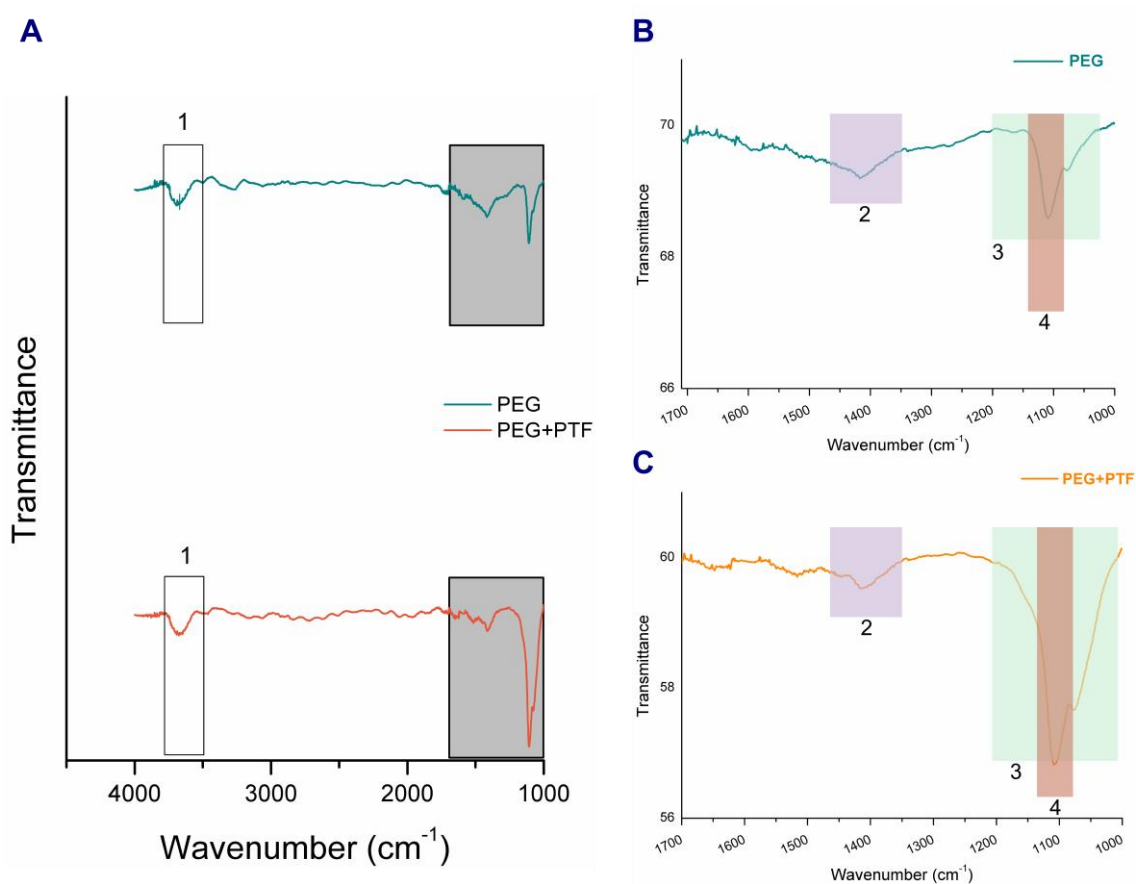 A
1
PEG
PEG+PTF
1
Transmittance
4000 3000 2000 1000
Wavenumber (cm⁻¹)
B
PEG
70
68
66
Transmittance
2
3
4
1700 1600 1500 1400 1300 1200 1100 1000
Wavenumber (cm⁻¹)
C
PEG+PTF
60
58
56
Transmittance
2
3
4
1700 1600 1500 1400 1300 1200 1100 1000
Wavenumber (cm⁻¹)